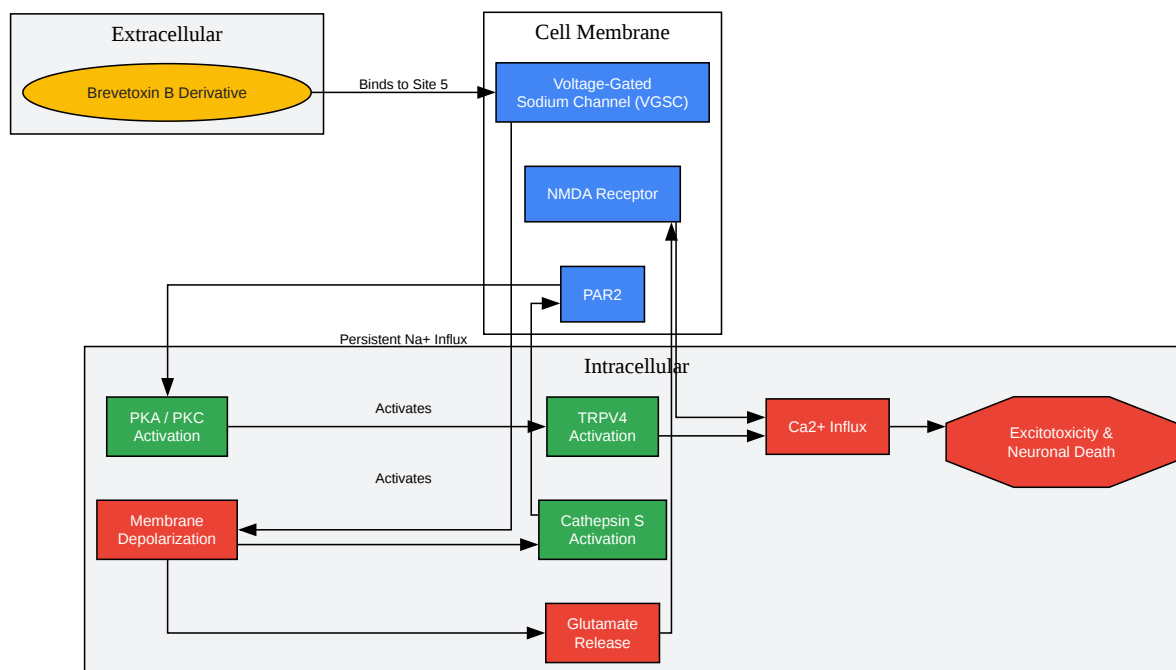 Extracellular
Brevetoxin B Derivative
Binds to Site 5
Cell Membrane
Voltage-Gated
Sodium Channel (VGSC)
NMDA Receptor
PAR2
Persistent Na+ Influx
Intracellular
PKA / PKC
Activation
Activates
TRPV4
Activation
Ca2+ Influx
Excitotoxicity &
Neuronal Death
Activates
Membrane
Depolarization
Cathepsin S
Activation
Glutamate
Release